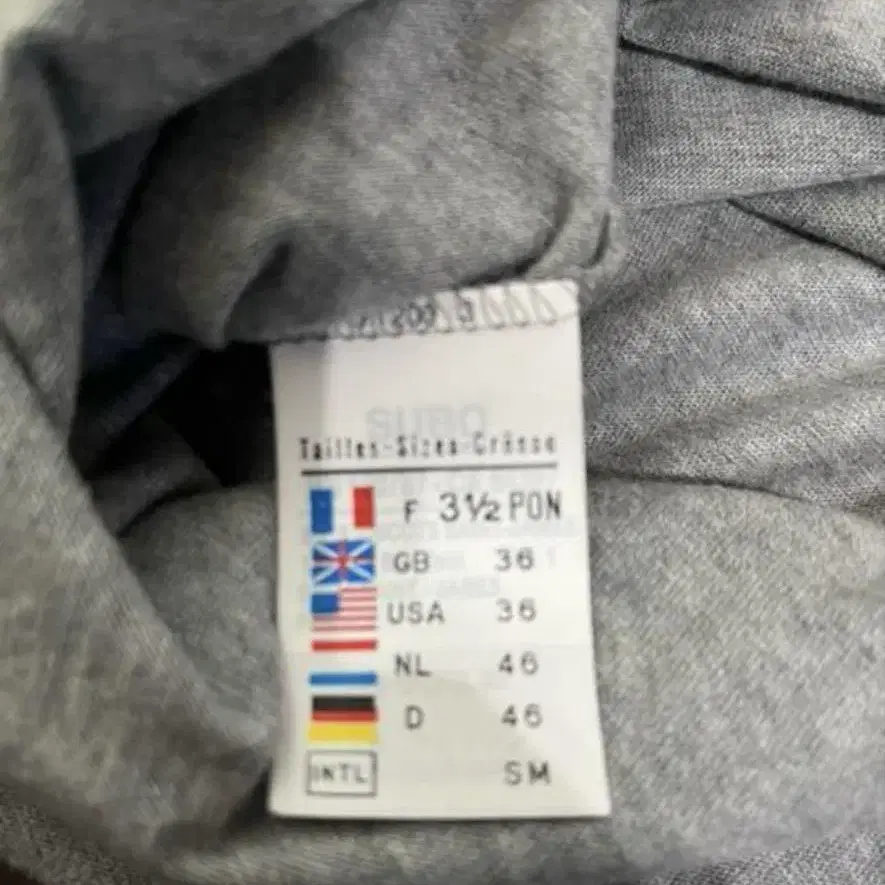 Tailles-Sizes-Grösse
F 3½ PON
GB 36
USA 36
NL 46
D 46
INTL SM